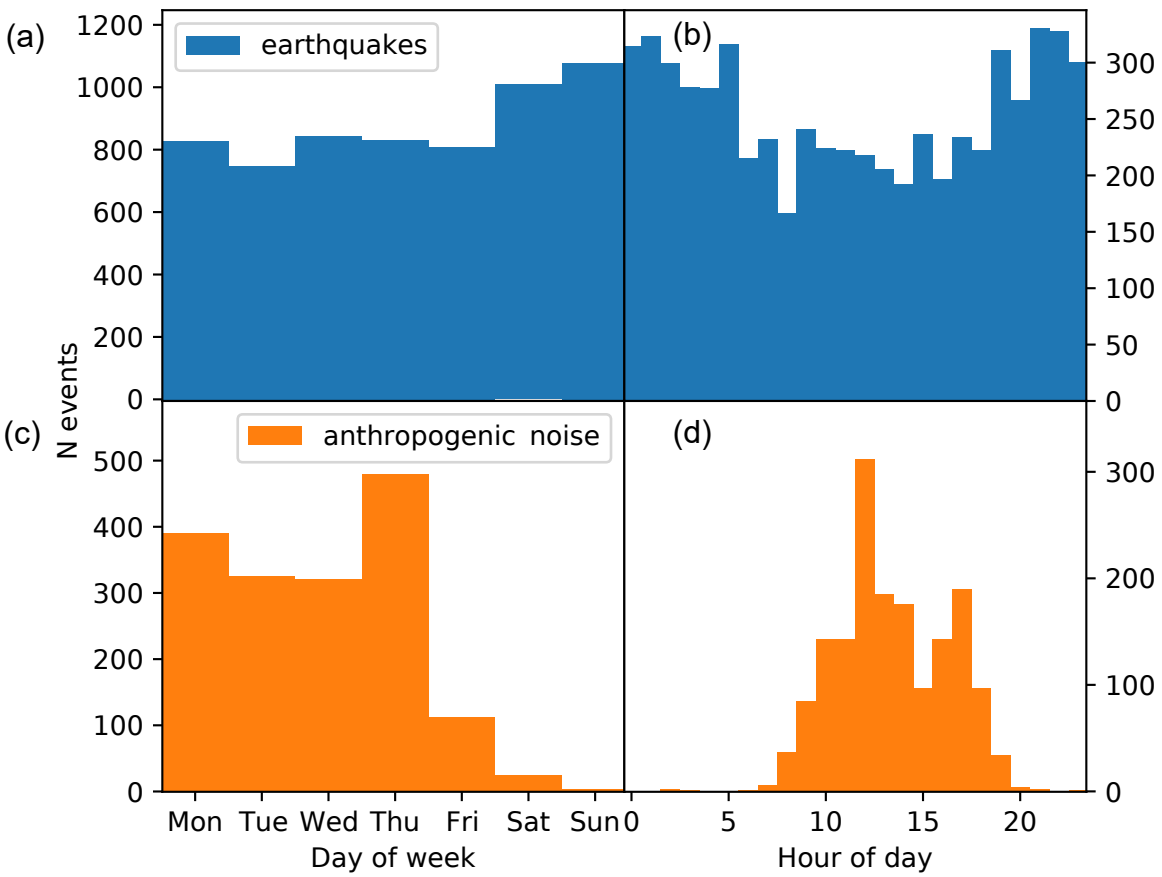 (a)
earthquakes
1200
1000
800
600
400
200
0
(b)
300
250
200
150
100
50
0
N events
(c)
anthropogenic noise
500
400
300
200
100
0
(d)
300
200
100
0
Mon Tue Wed Thu Fri Sat Sun
Day of week
0 5 10 15 20
Hour of day